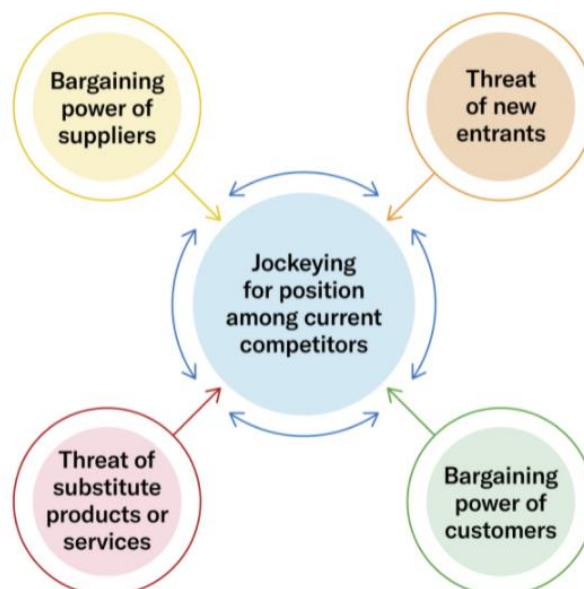 Bargaining
power of
suppliers
Threat
of new
entrants
Jockeying
for position
among current
competitors
Threat of
substitute
products or
services
Bargaining
power of
customers